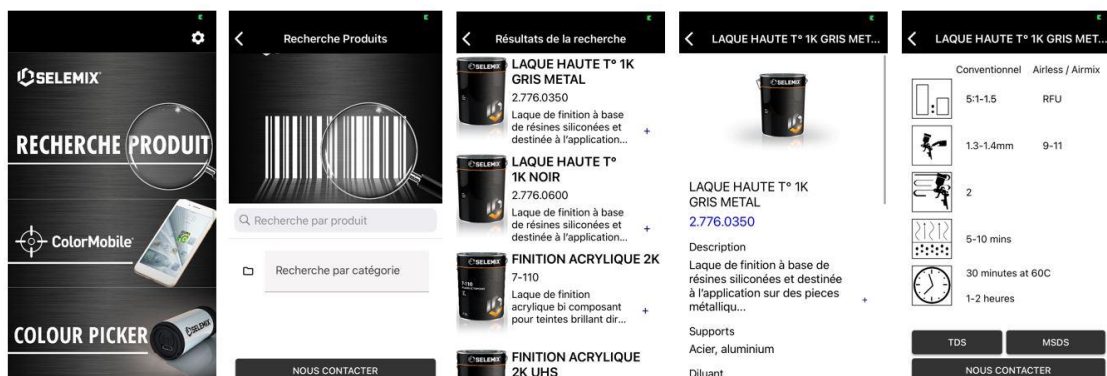 SELEMIX
RECHERCHE PRODUIT
ColorMobile
COLOUR PICKER
Recherche Produits
Recherche par produit
Recherche par catégorie
NOUS CONTACTER
Résultats de la recherche
LAQUE HAUTE T° 1K
GRIS METAL
2.776.0350
Laque de finition à base
de résines siliconées et
destinée à l'application...
+
LAQUE HAUTE T°
1K NOIR
2.776.0600
Laque de finition à base
de résines siliconées et
destinée à l'application...
+
FINITION ACRYLIQUE 2K
7-110
Laque de finition
acrylique bi composant
pour teintes brillant dir...
+
FINITION ACRYLIQUE
2K UHS
LAQUE HAUTE T° 1K GRIS MET...
LAQUE HAUTE T° 1K
GRIS METAL
2.776.0350
Description
Laque de finition à base de
résines siliconées et destinée
à l'application sur des pieces
métalliqu...
+
Supports
Acier, aluminium
Diluant
LAQUE HAUTE T° 1K GRIS MET...
Conventionnel Airless / Airmix
5:1-1.5 RFU
1.3-1.4mm 9-11
2
5-10 mins
30 minutes at 60C
1-2 heures
TDS MSDS
NOUS CONTACTER